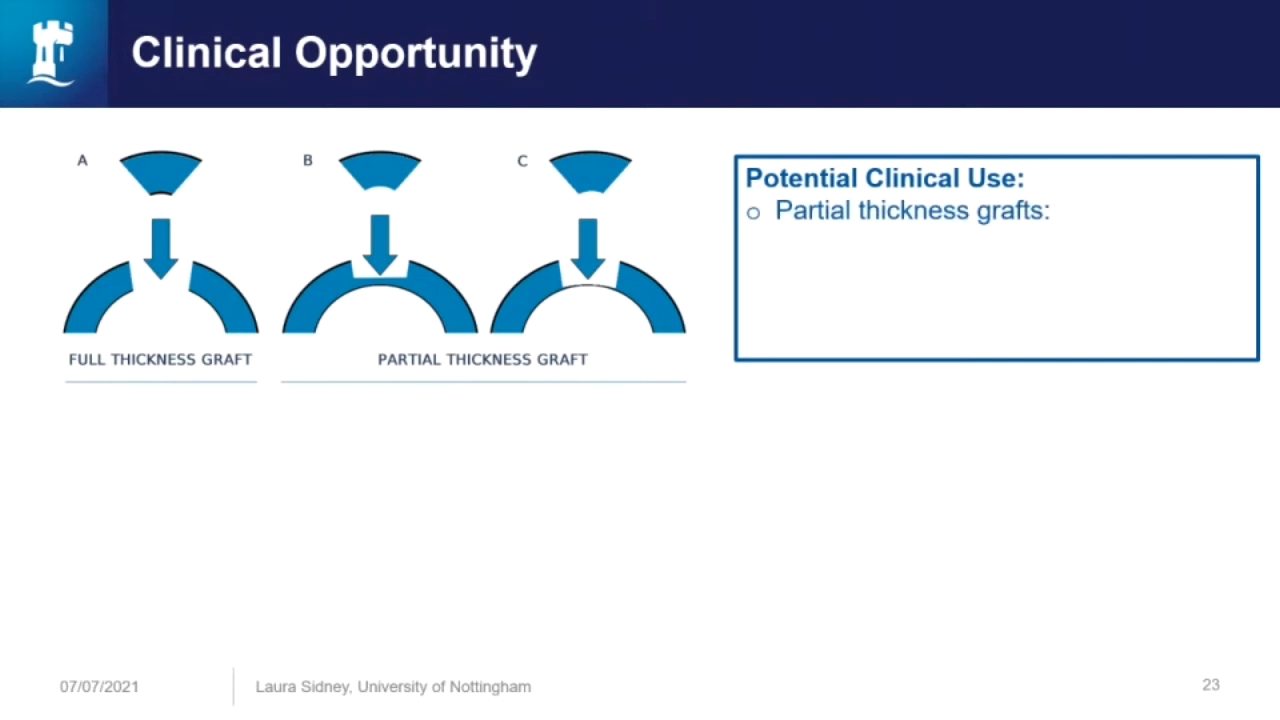 Clinical Opportunity
A
B
C
FULL THICKNESS GRAFT
PARTIAL THICKNESS GRAFT
Potential Clinical Use:
o Partial thickness grafts:
07/07/2021
Laura Sidney, University of Nottingham
23